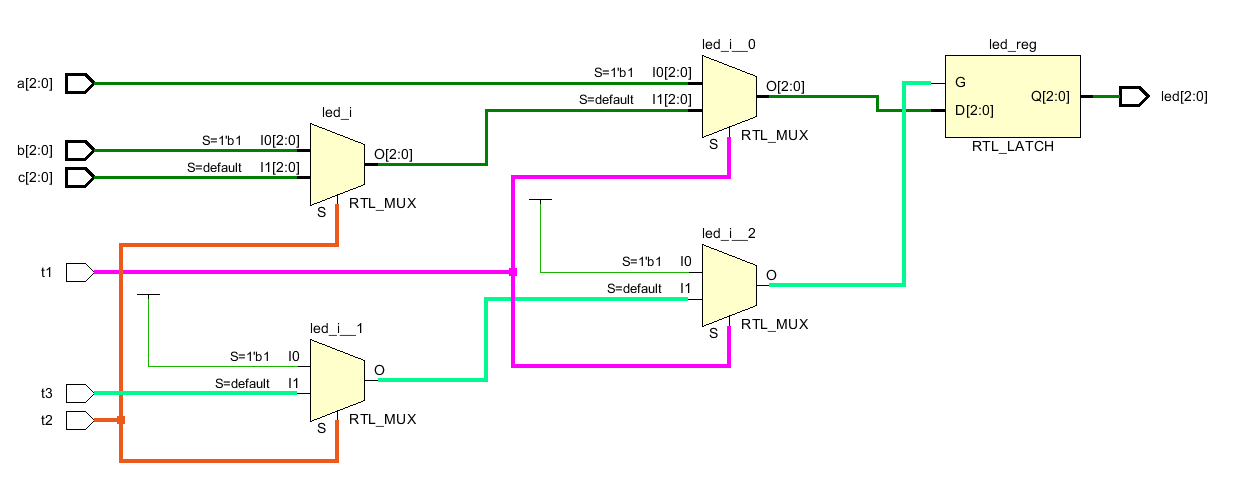 led_i__0
led_reg
a[2:0]
S=1'b1
I0[2:0]
S=default
I1[2:0]
O[2:0]
S
RTL_MUX
G
D[2:0]
Q[2:0]
RTL_LATCH
led[2:0]
led_i
b[2:0]
c[2:0]
S=1'b1
I0[2:0]
S=default
I1[2:0]
O[2:0]
S
RTL_MUX
t1
led_i__2
S=1'b1
I0
S=default
I1
O
S
RTL_MUX
led_i__1
S=1'b1
I0
S=default
I1
O
S
RTL_MUX
t3
t2